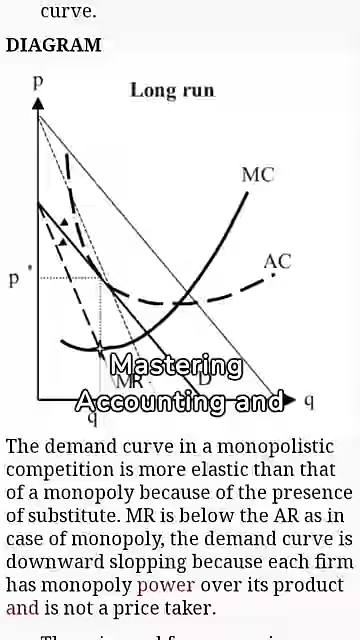 curve.
DIAGRAM
p
Long run
MC
AC
p '
Mastering
MR
D
Accounting and
q
q
The demand curve in a monopolistic
competition is more elastic than that
of a monopoly because of the presence
of substitute. MR is below the AR as in
case of monopoly, the demand curve is
downward slopping because each firm
has monopoly power over its product
and is not a price taker.